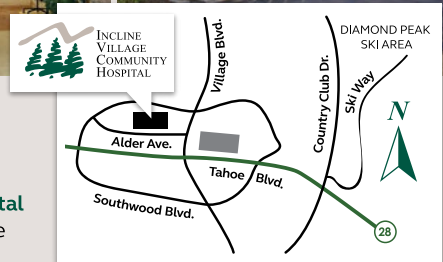 INCLINE
VILLAGE
COMMUNITY
HOSPITAL
Village Blvd.
DIAMOND PEAK
SKI AREA
Country Club Dr.
Ski Way
N
Alder Ave.
Tahoe Blvd.
Southwood Blvd.
28
tal
e